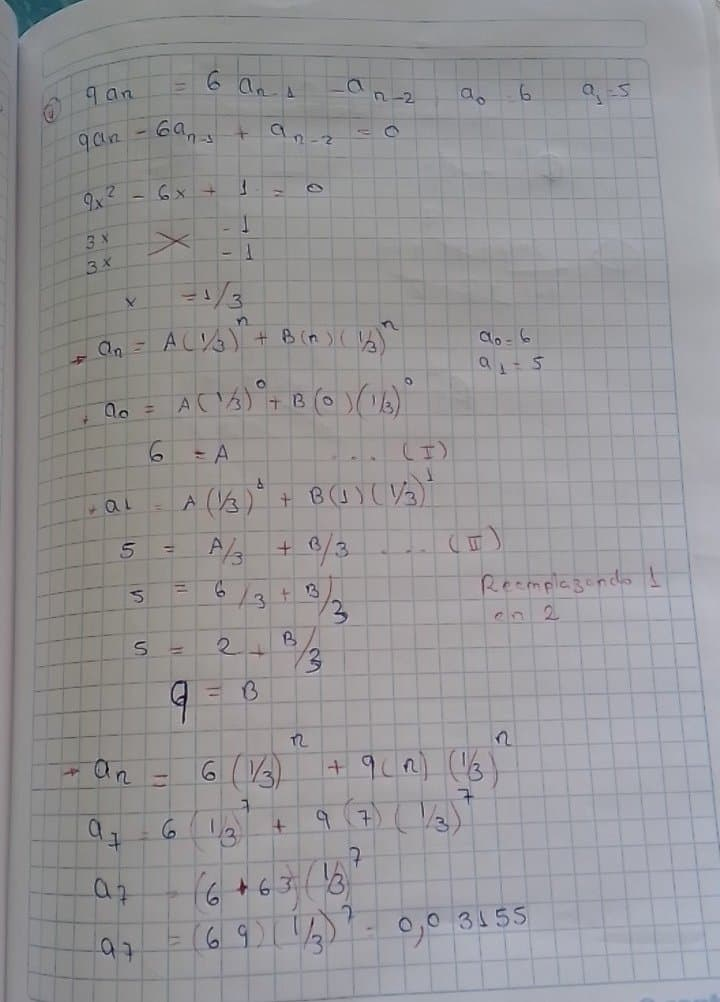 9aₙ = 6 aₙ₋₁ - aₙ₋₂ a₀ = 6 a₁ = 5
9aₙ - 6aₙ₋₁ + aₙ₋₂ = 0
9x² - 6x + 1 = 0
3x - 1
3x - 1
x = 1/3
aₙ = A(1/3)ⁿ + B(n)(1/3)ⁿ a₀ = 6
a₁ = 5
a₀ = A(1/3)⁰ + B(0)(1/3)⁰
6 = A ... (I)
a₁ = A(1/3)¹ + B(1)(1/3)¹
5 = A/3 + B/3 ... (II)
5 = 6/3 + B/3 Reemplazando 1
en 2
5 = 2 + B/3
9 = B
aₙ = 6(1/3)ⁿ + 9(n)(1/3)ⁿ
a₇ = 6(1/3)⁷ + 9(7)(1/3)⁷
a₇ = (6 + 63)(1/3)⁷
a₇ = (69)(1/3)⁷ = 0,03155